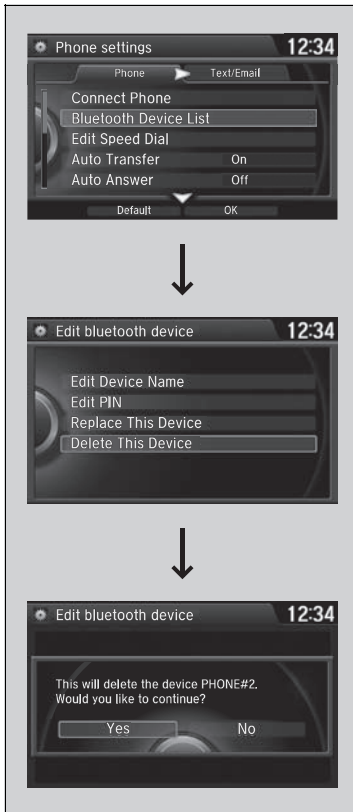 Phone settings 12:34
Phone Text/Email
Connect Phone
Bluetooth Device List
Edit Speed Dial
Auto Transfer On
Auto Answer Off
Default OK
Edit bluetooth device 12:34
Edit Device Name
Edit PIN
Replace This Device
Delete This Device
Edit bluetooth device 12:34
This will delete the device PHONE#2.
Would you like to continue?
Yes No